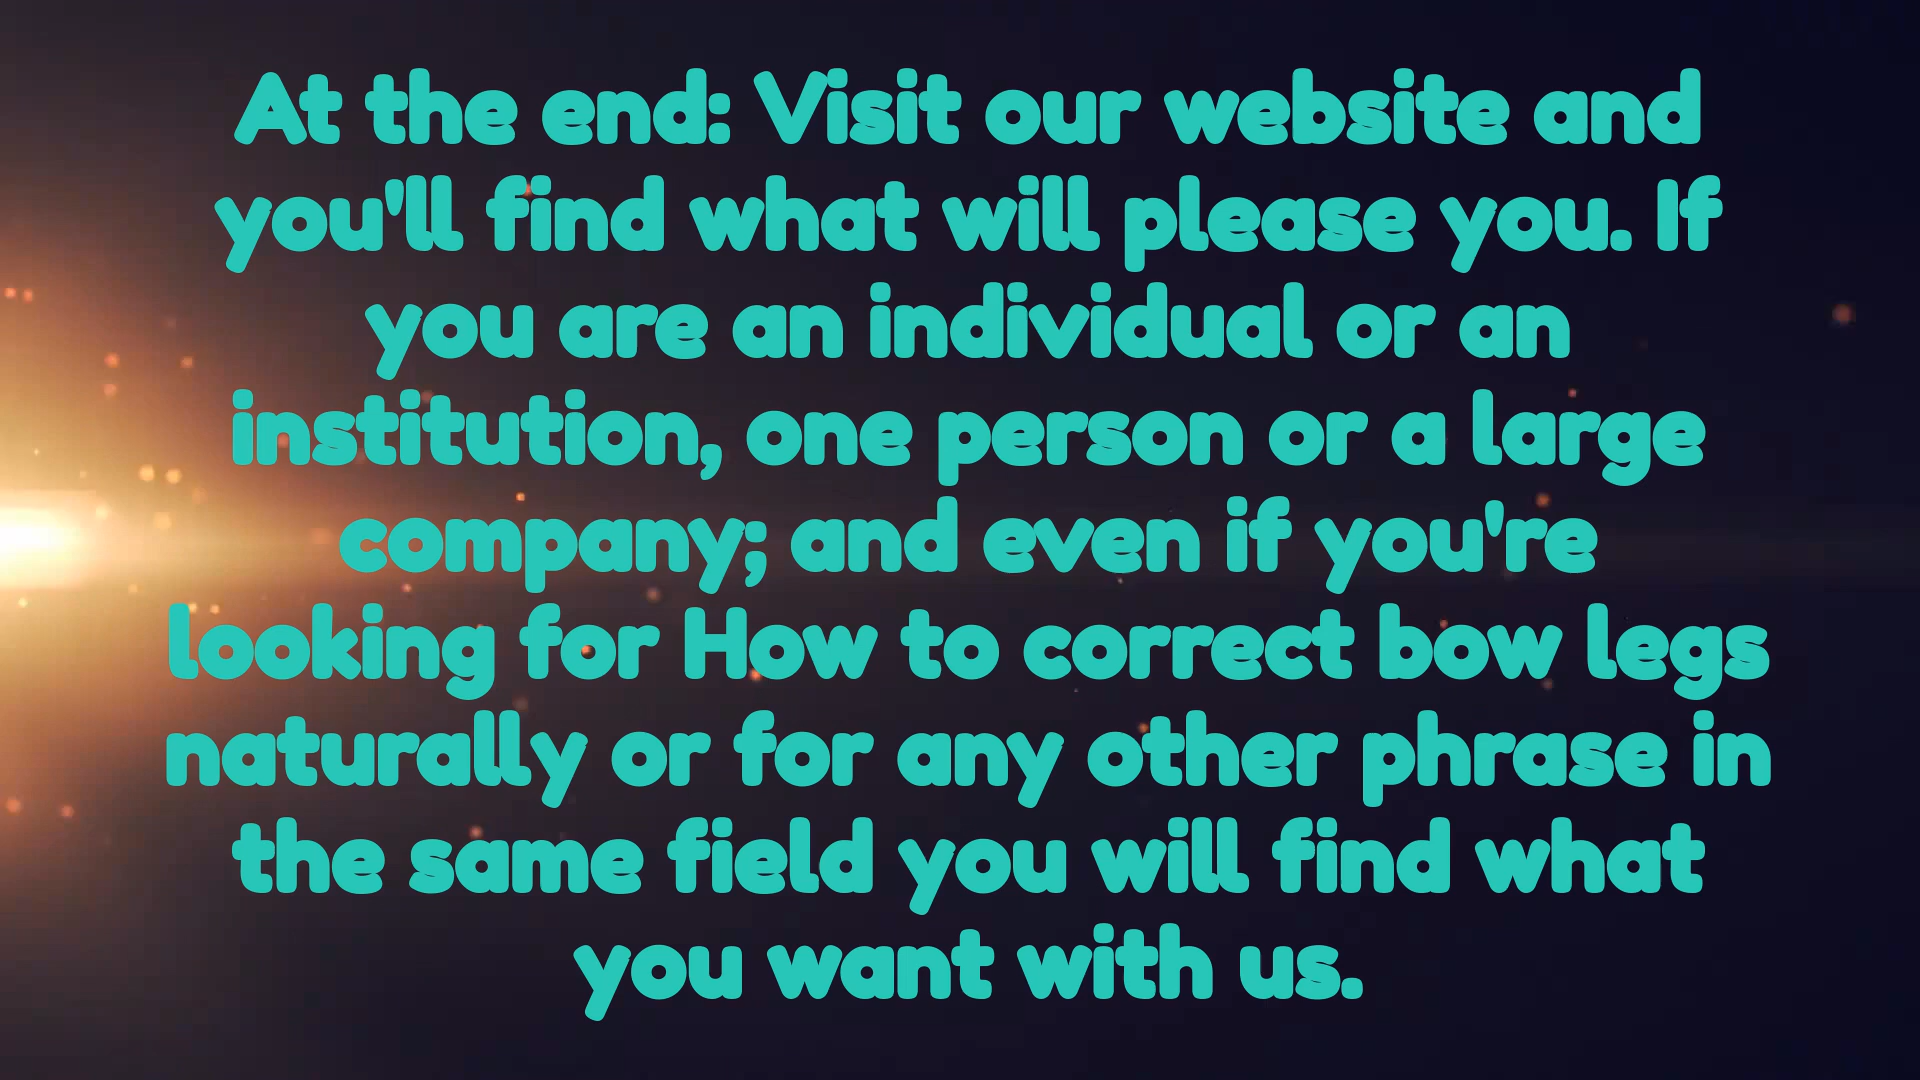 At the end: Visit our website and
you'll find what will please you. If
you are an individual or an
institution, one person or a large
company; and even if you're
looking for How to correct bow legs
naturally or for any other phrase in
the same field you will find what
you want with us.